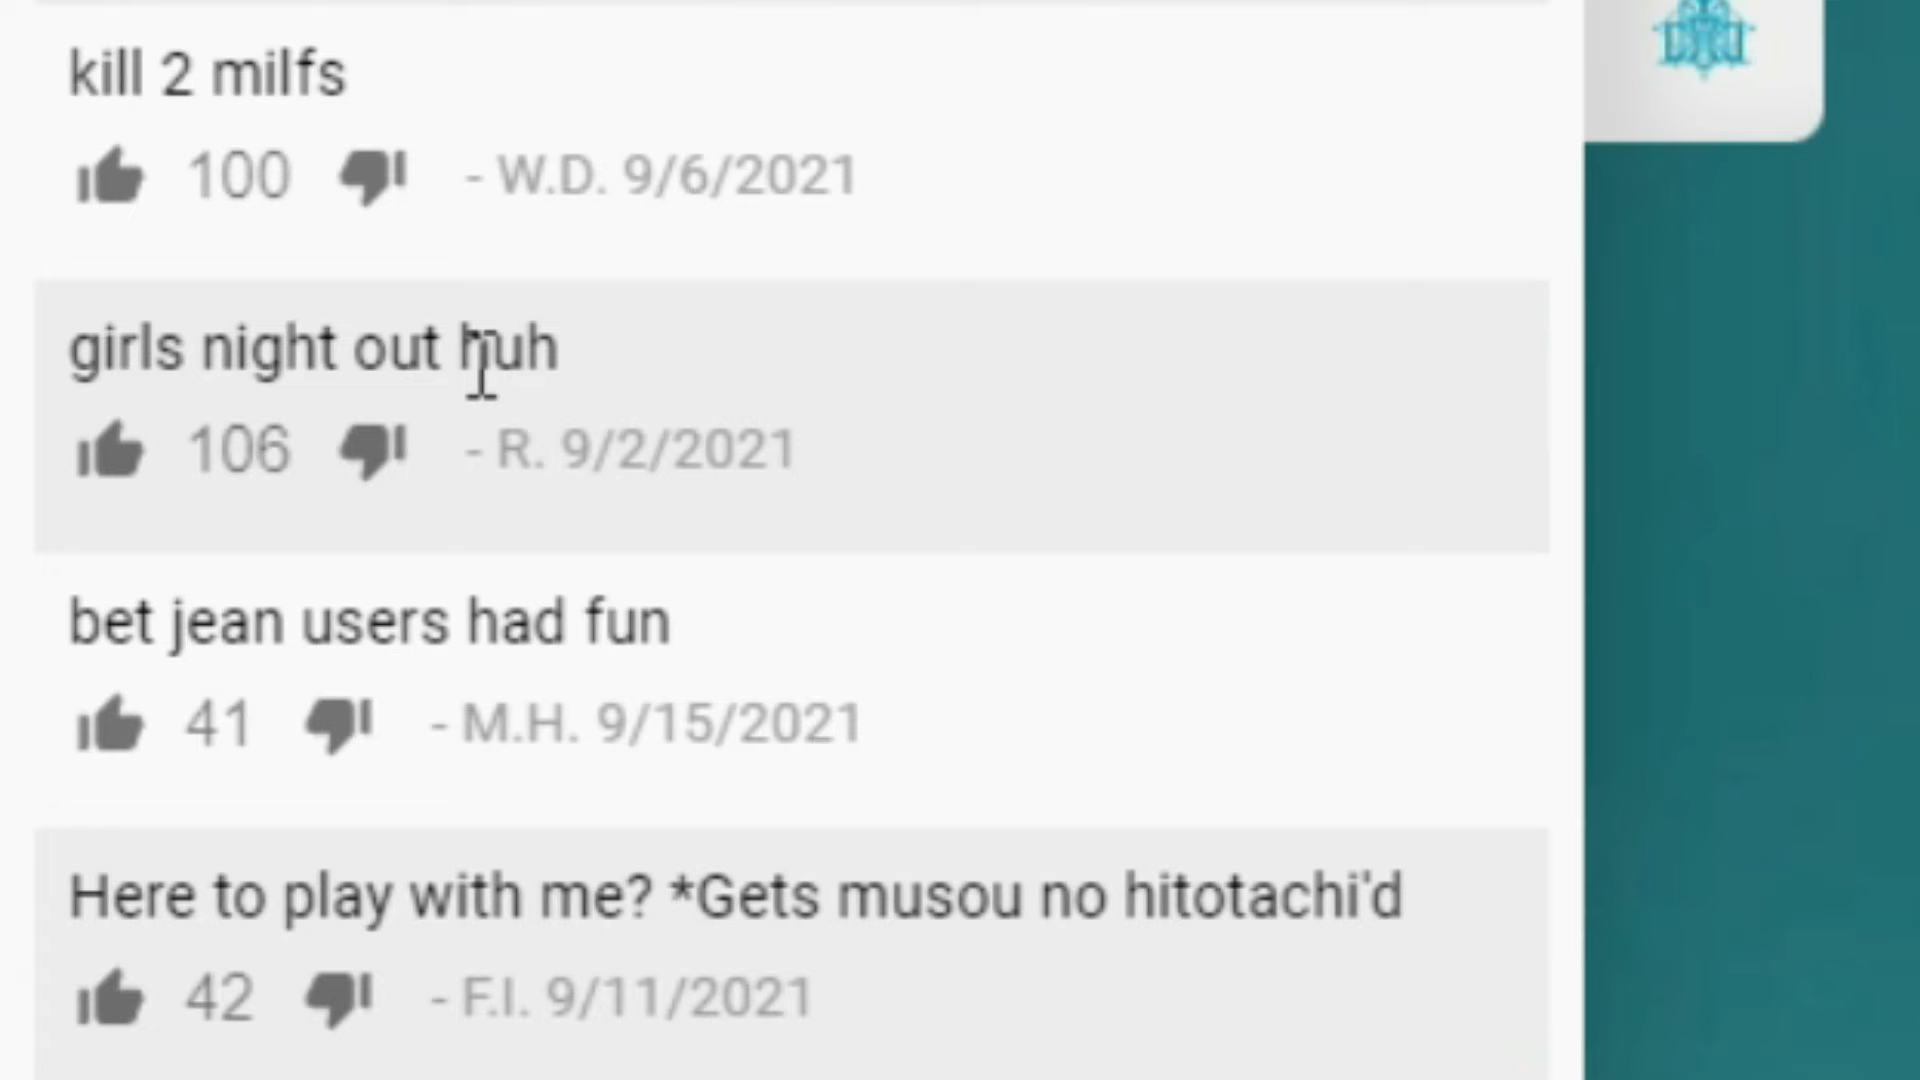 kill 2 milfs
100 - W.D. 9/6/2021
girls night out huh
106 - R. 9/2/2021
bet jean users had fun
41 - M.H. 9/15/2021
Here to play with me? *Gets musou no hitotachi'd
42 - F.I. 9/11/2021